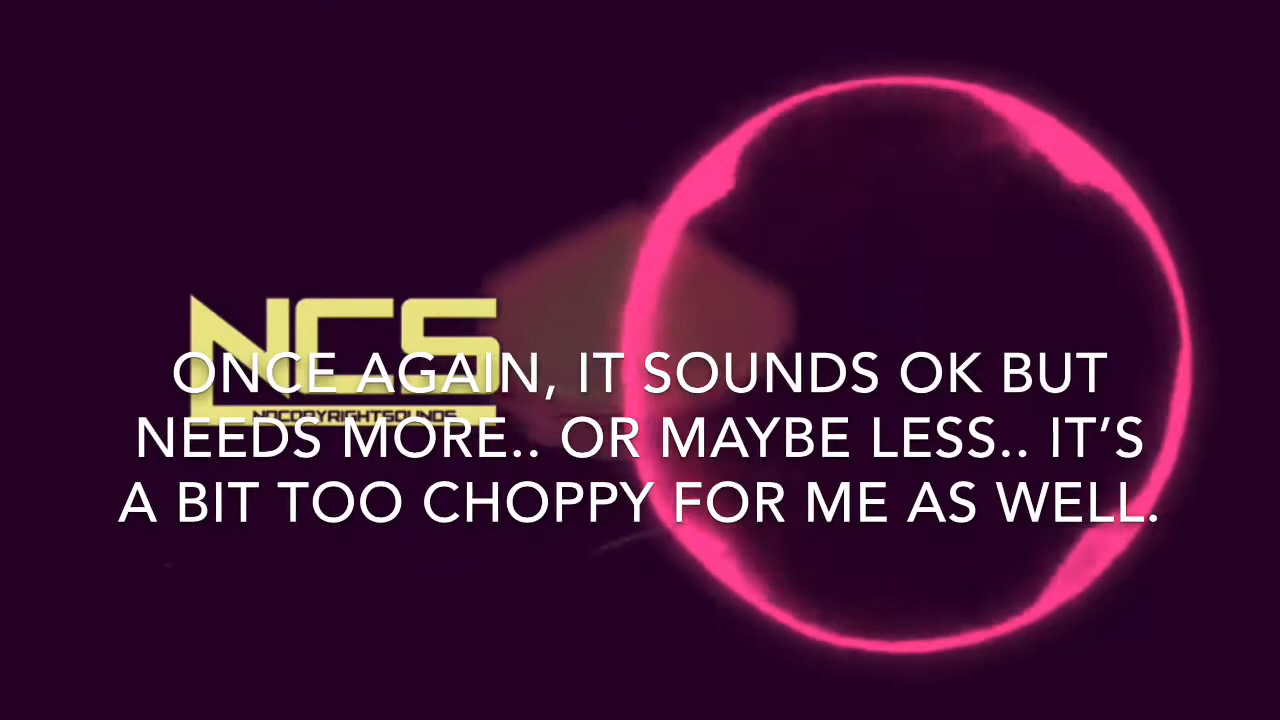 NCS
NOCOPYRIGHTSOUNDS
ONCE AGAIN, IT SOUNDS OK BUT
NEEDS MORE.. OR MAYBE LESS.. IT’S
A BIT TOO CHOPPY FOR ME AS WELL.